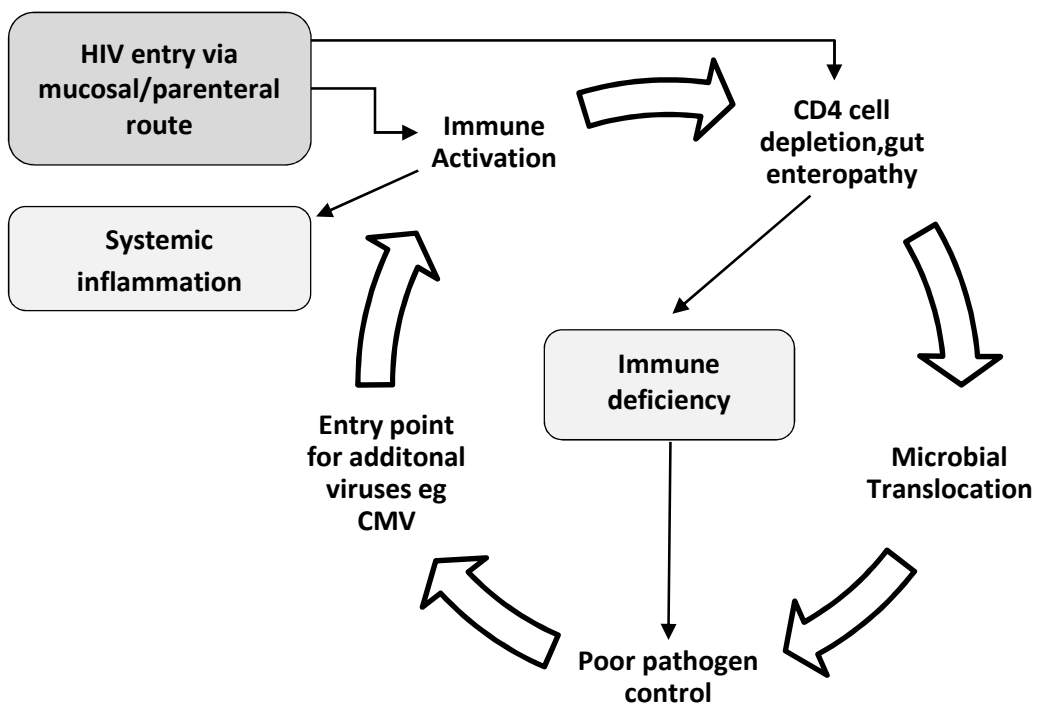 HIV entry via
mucosal/parenteral
route
Immune
Activation
CD4 cell
depletion,gut
enteropathy
Systemic
inflammation
Immune
deficiency
Entry point
for additonal
viruses eg
CMV
Microbial
Translocation
Poor pathogen
control